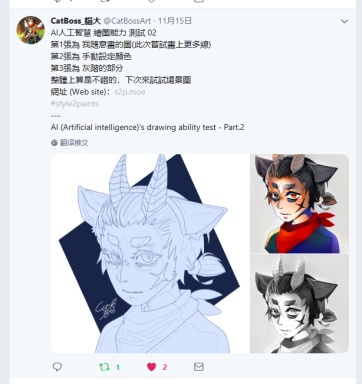 CatBoss_貓大 @CatBossArt · 11月15日
AI人工智慧 繪圖能力 測試 02
第1張為 我隨意畫的圖(此次嘗試畫上更多線)
第2張為 手動設定顏色
第3張為 灰階的部分
整體上算是不錯的，下次來試試場景圖
網址 (Web site)： s2p.moe
#style2paints
---
AI (Artificial intelligence)'s drawing ability test - Part.2
翻译推文
1 2